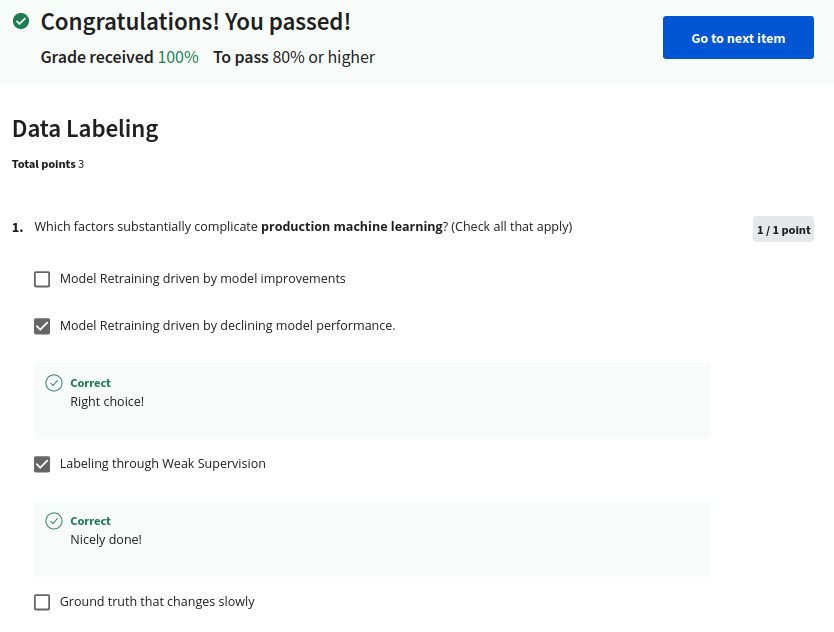 Congratulations! You passed!
Grade received 100% To pass 80% or higher
Go to next item
Data Labeling
Total points 3
1. Which factors substantially complicate production machine learning? (Check all that apply)
1 / 1 point
Model Retraining driven by model improvements
Model Retraining driven by declining model performance.
Correct
Right choice!
Labeling through Weak Supervision
Correct
Nicely done!
Ground truth that changes slowly